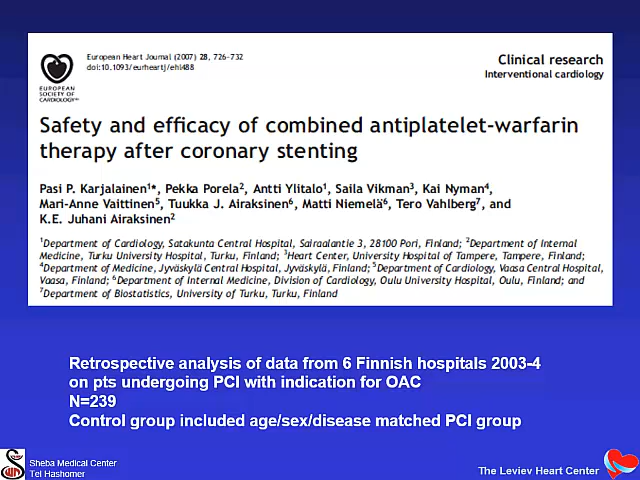 European Heart Journal (2007) 28, 726–732
doi:10.1093/eurheartj/ehl488
Clinical research
Interventional cardiology
EUROPEAN
SOCIETY OF
CARDIOLOGY
Safety and efficacy of combined antiplatelet-warfarin
therapy after coronary stenting
Pasi P. Karjalainen1*, Pekka Porela2, Antti Ylitalo1, Saila Vikman3, Kai Nyman4,
Mari-Anne Vaittinen5, Tuukka J. Airaksinen6, Matti Niemelä6, Tero Vahlberg7, and
K.E. Juhani Airaksinen2
1Department of Cardiology, Satakunta Central Hospital, Sairaalantie 3, 28100 Pori, Finland; 2Department of Internal
Medicine, Turku University Hospital, Turku, Finland; 3Heart Center, University Hospital of Tampere, Tampere, Finland;
4Department of Medicine, Jyväskylä Central Hospital, Jyväskylä, Finland; 5Department of Cardiology, Vaasa Central Hospital,
Vaasa, Finland; 6Department of Internal Medicine, Division of Cardiology, Oulu University Hospital, Oulu, Finland; and
7Department of Biostatistics, University of Turku, Turku, Finland
Retrospective analysis of data from 6 Finnish hospitals 2003-4
on pts undergoing PCI with indication for OAC
N=239
Control group included age/sex/disease matched PCI group
Sheba Medical Center
Tel Hashomer
The Leviev Heart Center